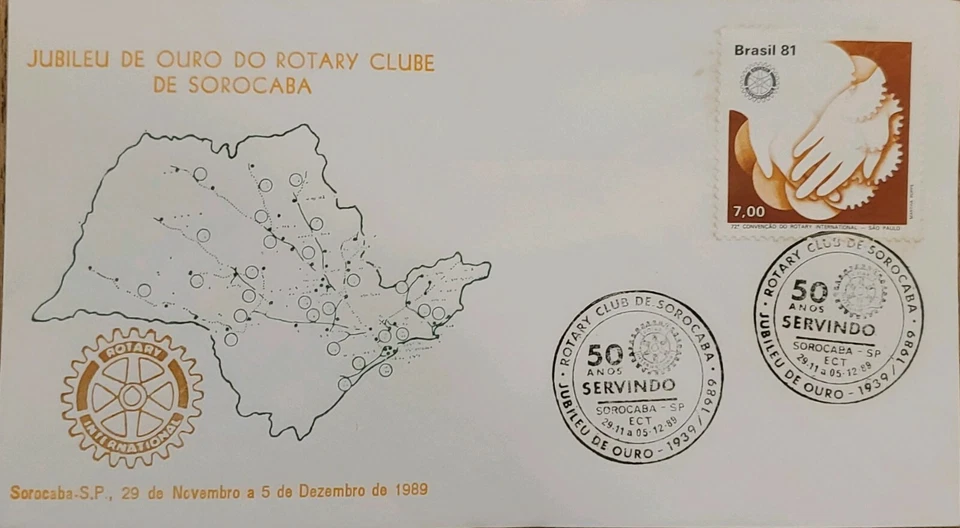 JUBILEU DE OURO DO ROTARY CLUBE
DE SOROCABA
ROTARY
INTERNATIONAL
Sorocaba-S.P., 29 de Novembro a 5 de Dezembro de 1989
Brasil 81
7,00
72ª CONVENÇÃO DO ROTARY INTERNATIONAL — SÃO PAULO
ROTARY CLUB DE SOROCABA
50
ANOS
SERVINDO
SOROCABA - SP
ECT
29-11 a 05-12-89
JUBILEU DE OURO - 1939/1989
ROTARY CLUB DE SOROCABA
50
ANOS
SERVINDO
SOROCABA - SP
ECT
29-11 a 05-12-89
JUBILEU DE OURO - 1939/1989